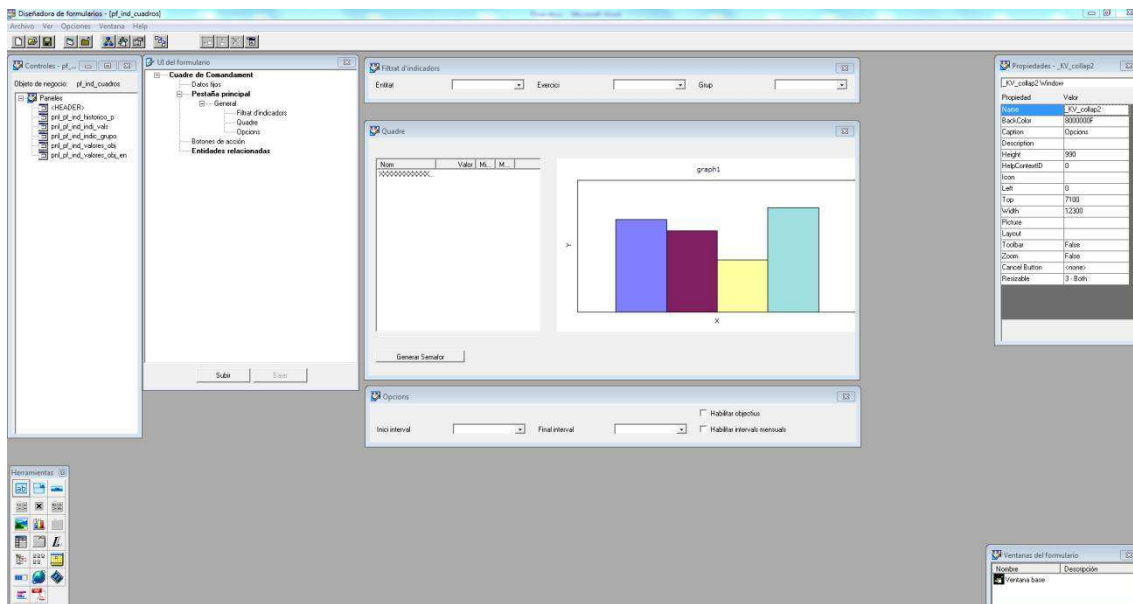 Diseñadora de formularios - [pf_ind_cuadros]
Archivo Ver Opciones Ventana Help
Controles - pf_...
Objeto de negocio: pf_ind_cuadros
Paneles
<HEADER>
pnl_pf_ind_historico_p
pnl_pf_ind_indi_vals
pnl_pf_ind_indic_grupo
pnl_pf_ind_valores_obj
pnl_pf_ind_valores_obj_en
UI del formulario
Cuadre de Comandament
Datos fijos
Pestaña principal
General
Filtrat d'indicadors
Quadre
Opcions
Botones de acción
Entidades relacionadas
Subir
Filtrat d'indicadors
Entitat Exercici Grup
Quadre
Nom Valor Mi... M...
XXXXXXXXXXXX(...
graph1
Y
X
Generar Semafor
Opcions
Habilitar objectius
Inici interval Final interval Habilitar intervals mensuals
Propiedades - _KV_collap2
_KV_collap2 Window
Propiedad Valor
Name _KV_collap2
BackColor 8000000F
Caption Opcions
Description
Height 990
HelpContextID 0
Icon
Left 0
Top 7100
Width 12300
Picture
Layout
Toolbar False
Zoom False
Cancel Button <none>
Resizable 3 - Both
Herramientas
Ventanas del formulario
Nombre Descripción
Ventana base